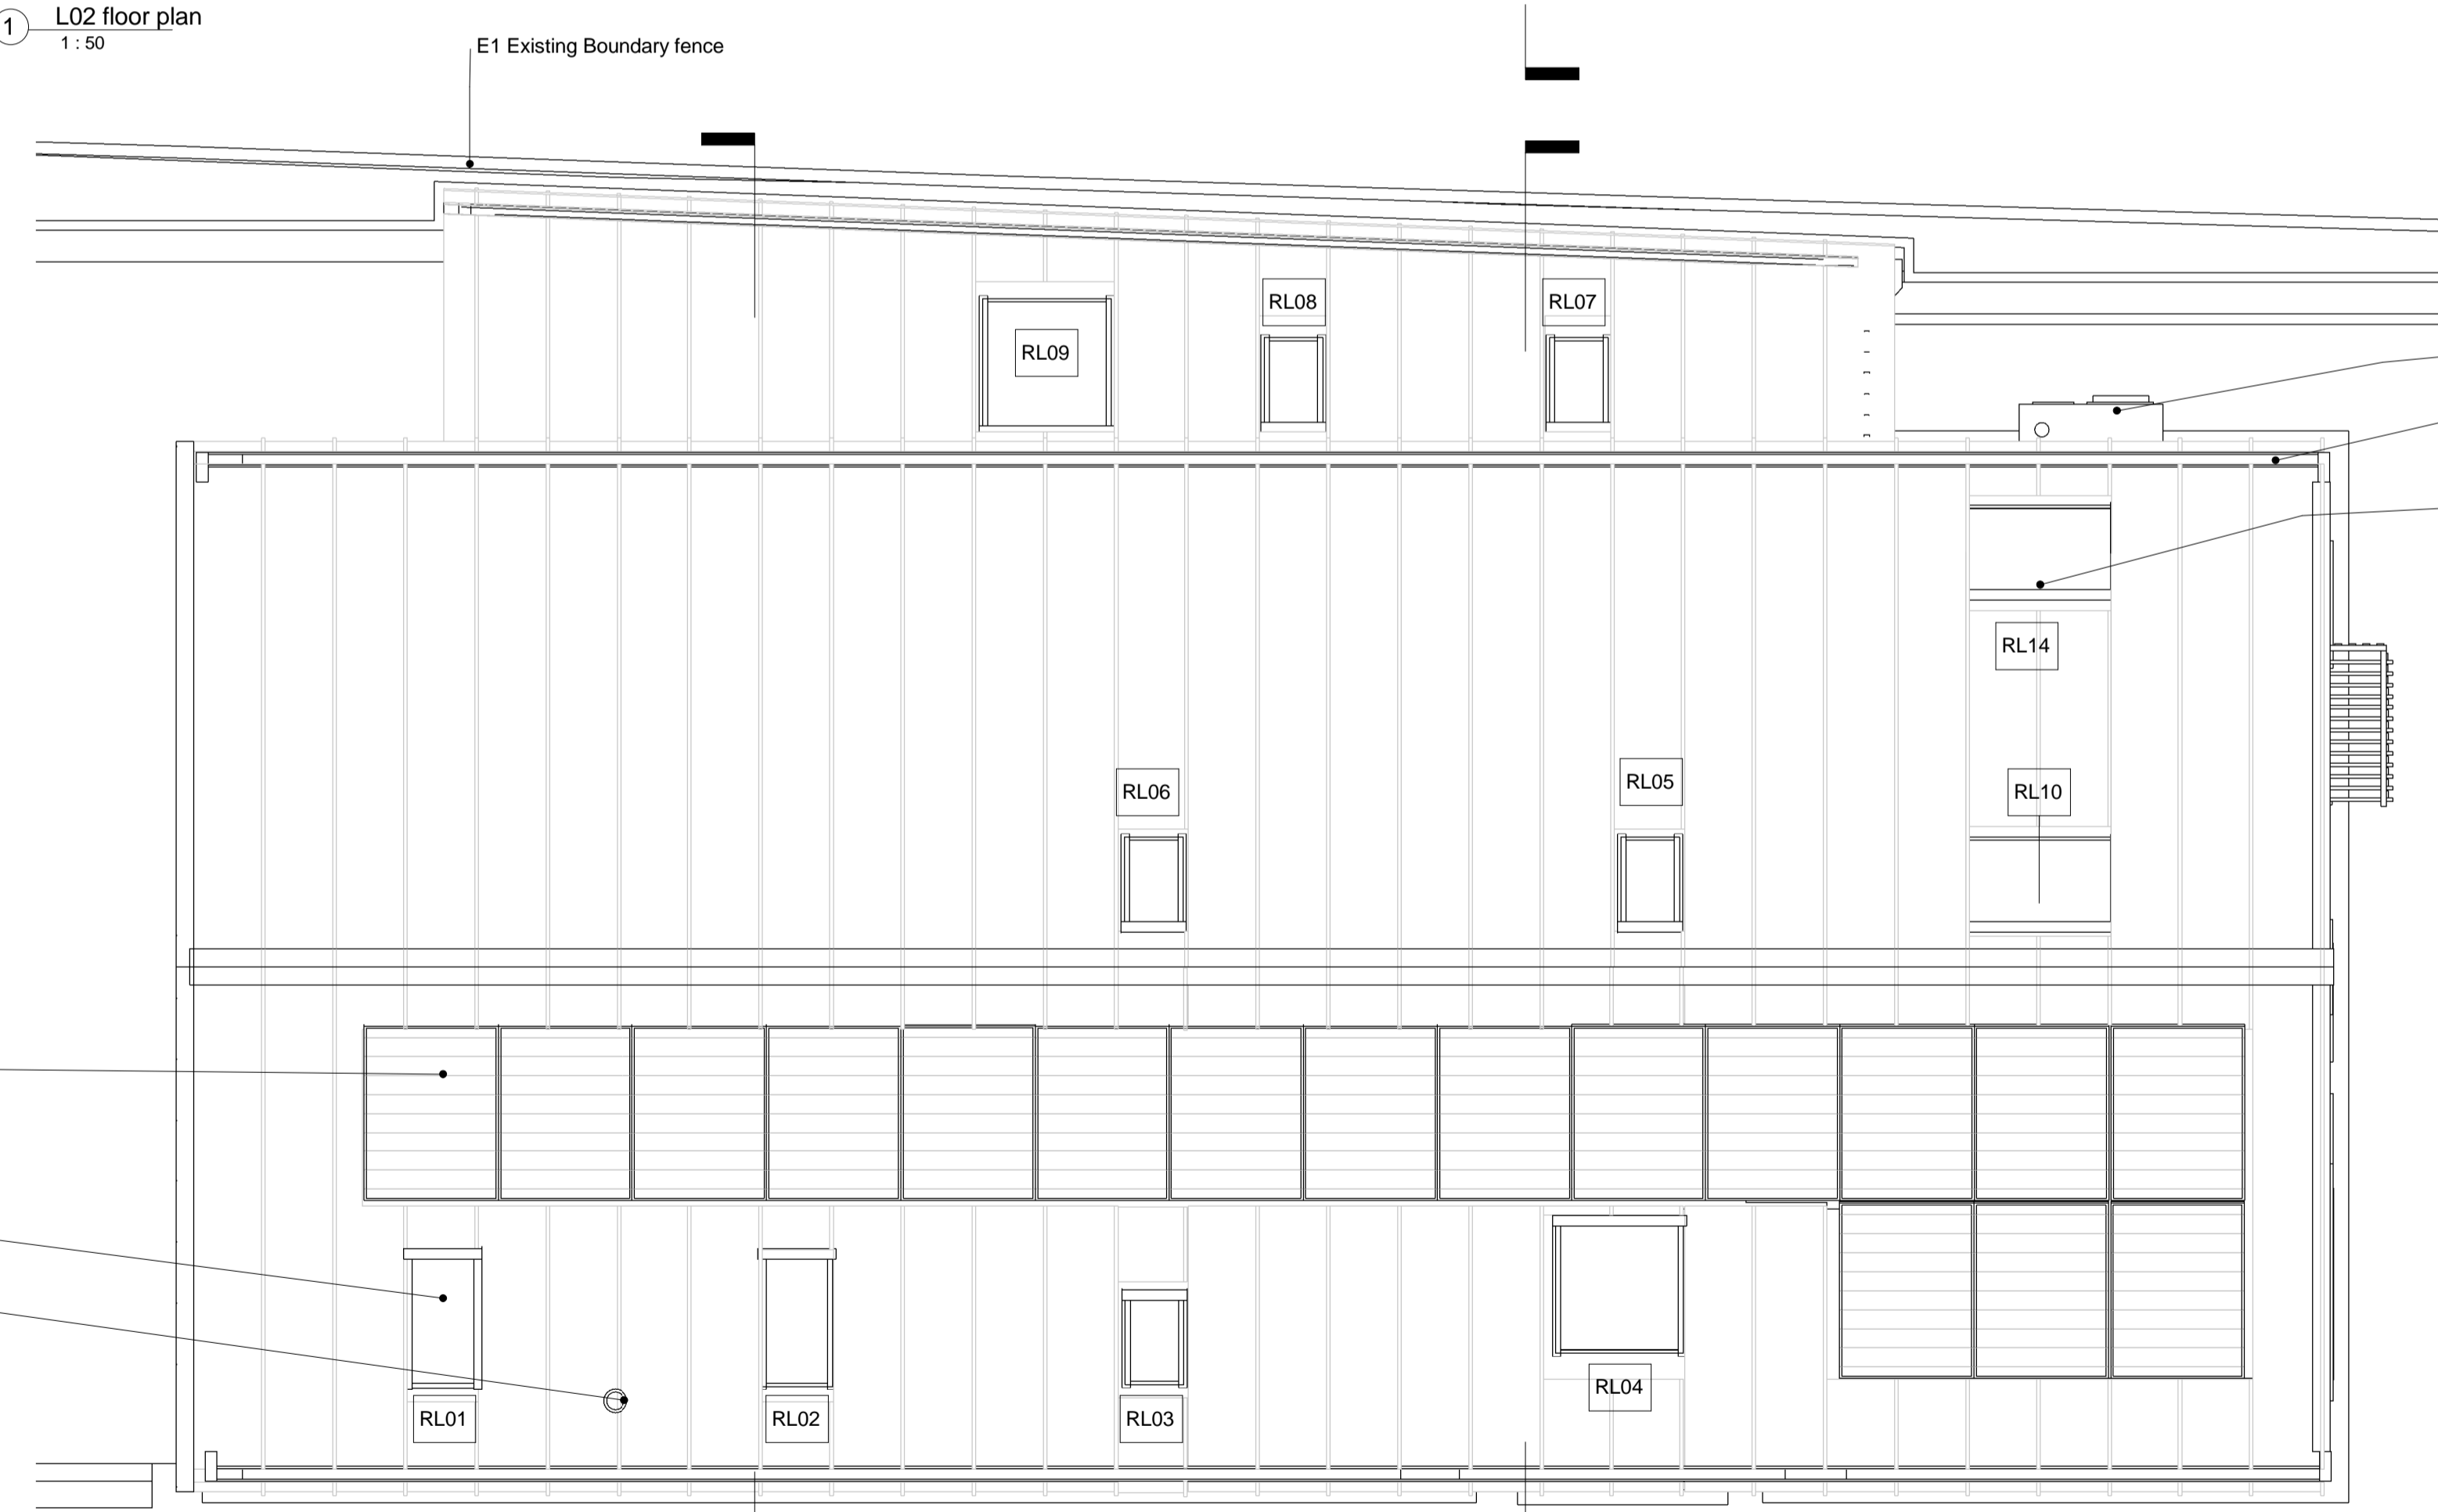 1
L02 floor plan
1 : 50
E1 Existing Boundary fence
RL08
RL07
RL09
RL14
RL06
RL05
RL10
RL04
RL01
RL02
RL03